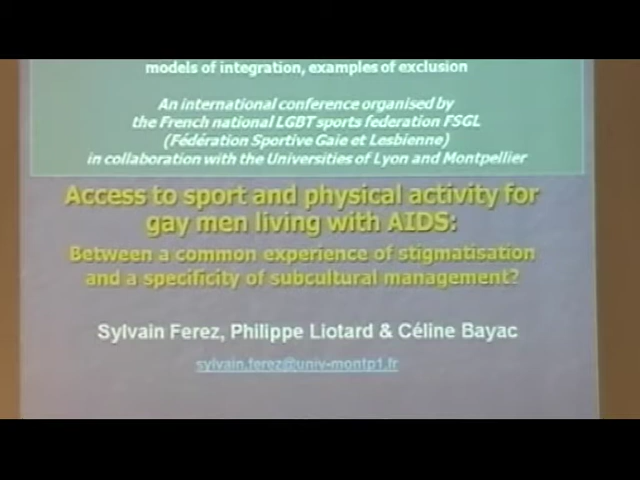 models of integration, examples of exclusion
An international conference organised by
the French national LGBT sports federation FSGL
(Fédération Sportive Gaie et Lesbienne)
in collaboration with the Universities of Lyon and Montpellier
Access to sport and physical activity for
gay men living with AIDS:
Between a common experience of stigmatisation
and a specificity of subcultural management?
Sylvain Ferez, Philippe Liotard & Céline Bayac
sylvain.ferez@univ-montp1.fr